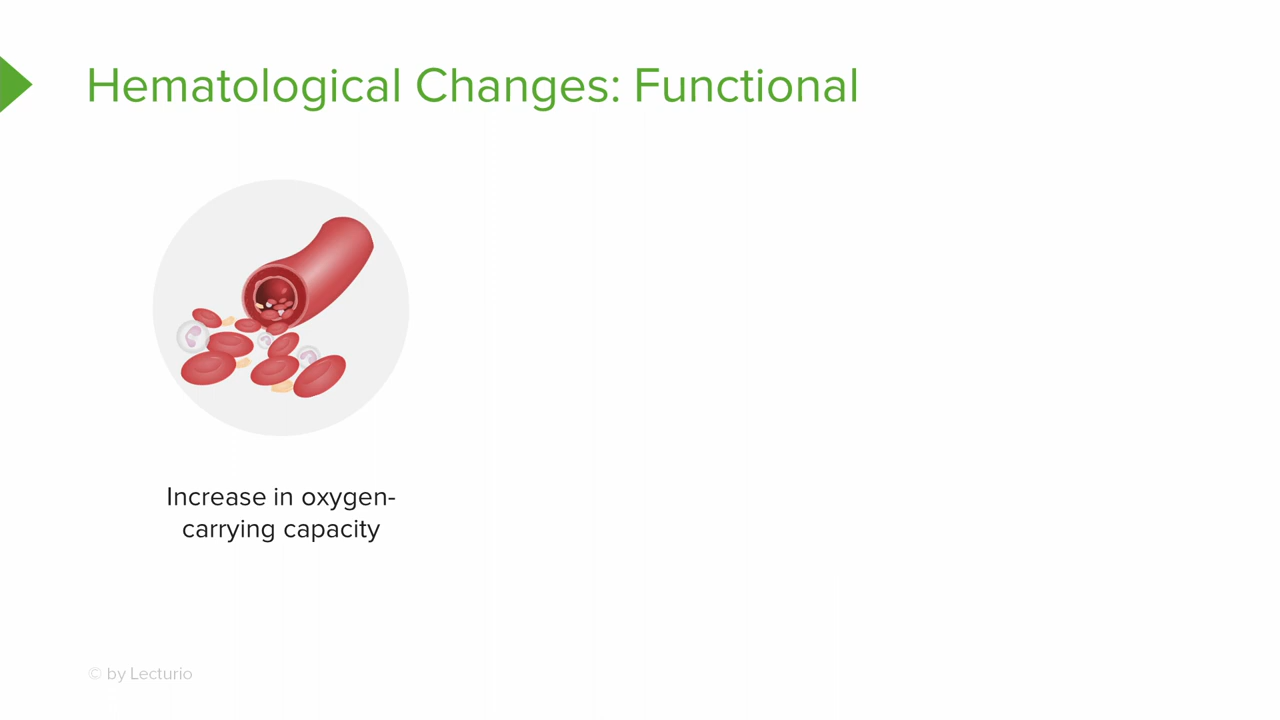 Hematological Changes: Functional
Increase in oxygen-
carrying capacity
© by Lecturio